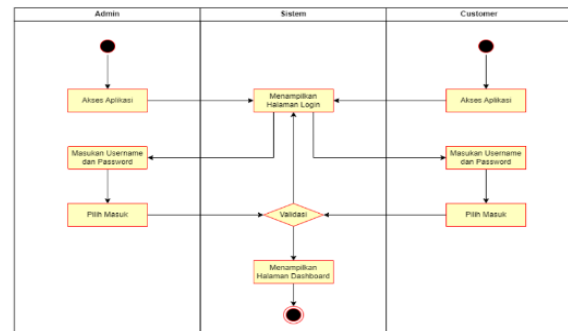 Admin
Sistem
Customer
Akses Aplikasi
Menampilkan
Halaman Login
Akses Aplikasi
Masukan Username
dan Password
Masukan Username
dan Password
Pilih Masuk
Validasi
Pilih Masuk
Menampilkan
Halaman Dashboard